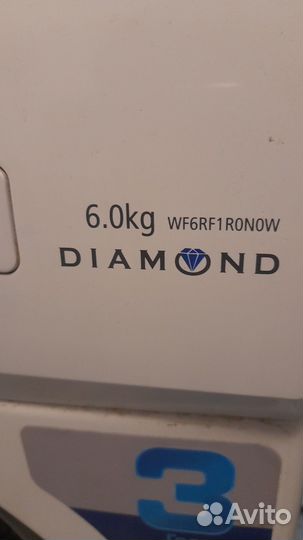 6.0kg WF6RF1R0N0W
DIAMOND
3
Avito